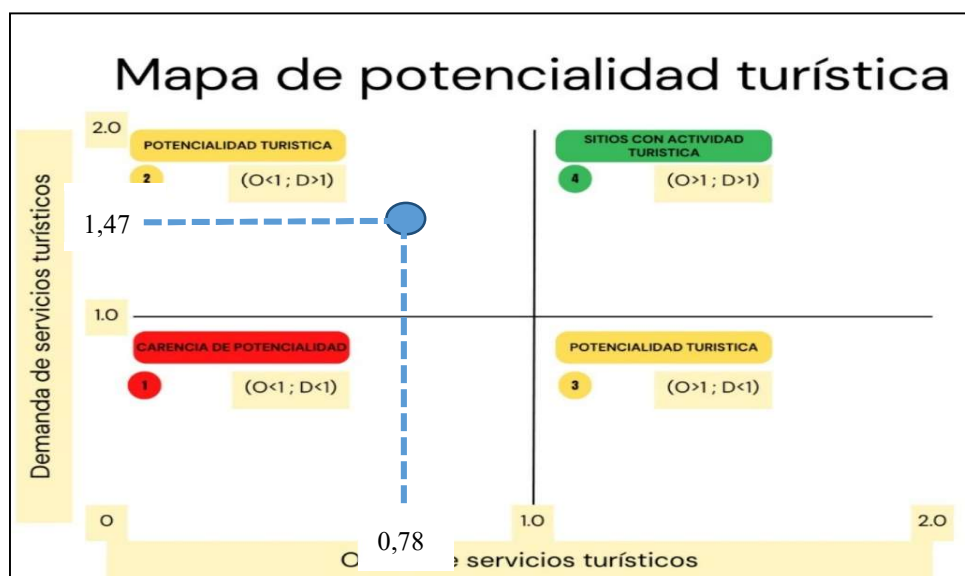 Mapa de potencialidad turística
Demanda de servicios turísticos
2.0
POTENCIALIDAD TURISTICA
2
(O<1 ; D>1)
SITIOS CON ACTIVIDAD
TURISTICA
4
(O>1 ; D>1)
1,47
1.0
CARENCIA DE POTENCIALIDAD
1
(O<1 ; D<1)
POTENCIALIDAD TURISTICA
3
(O>1 ; D<1)
0
1.0
2.0
0,78
servicios turísticos